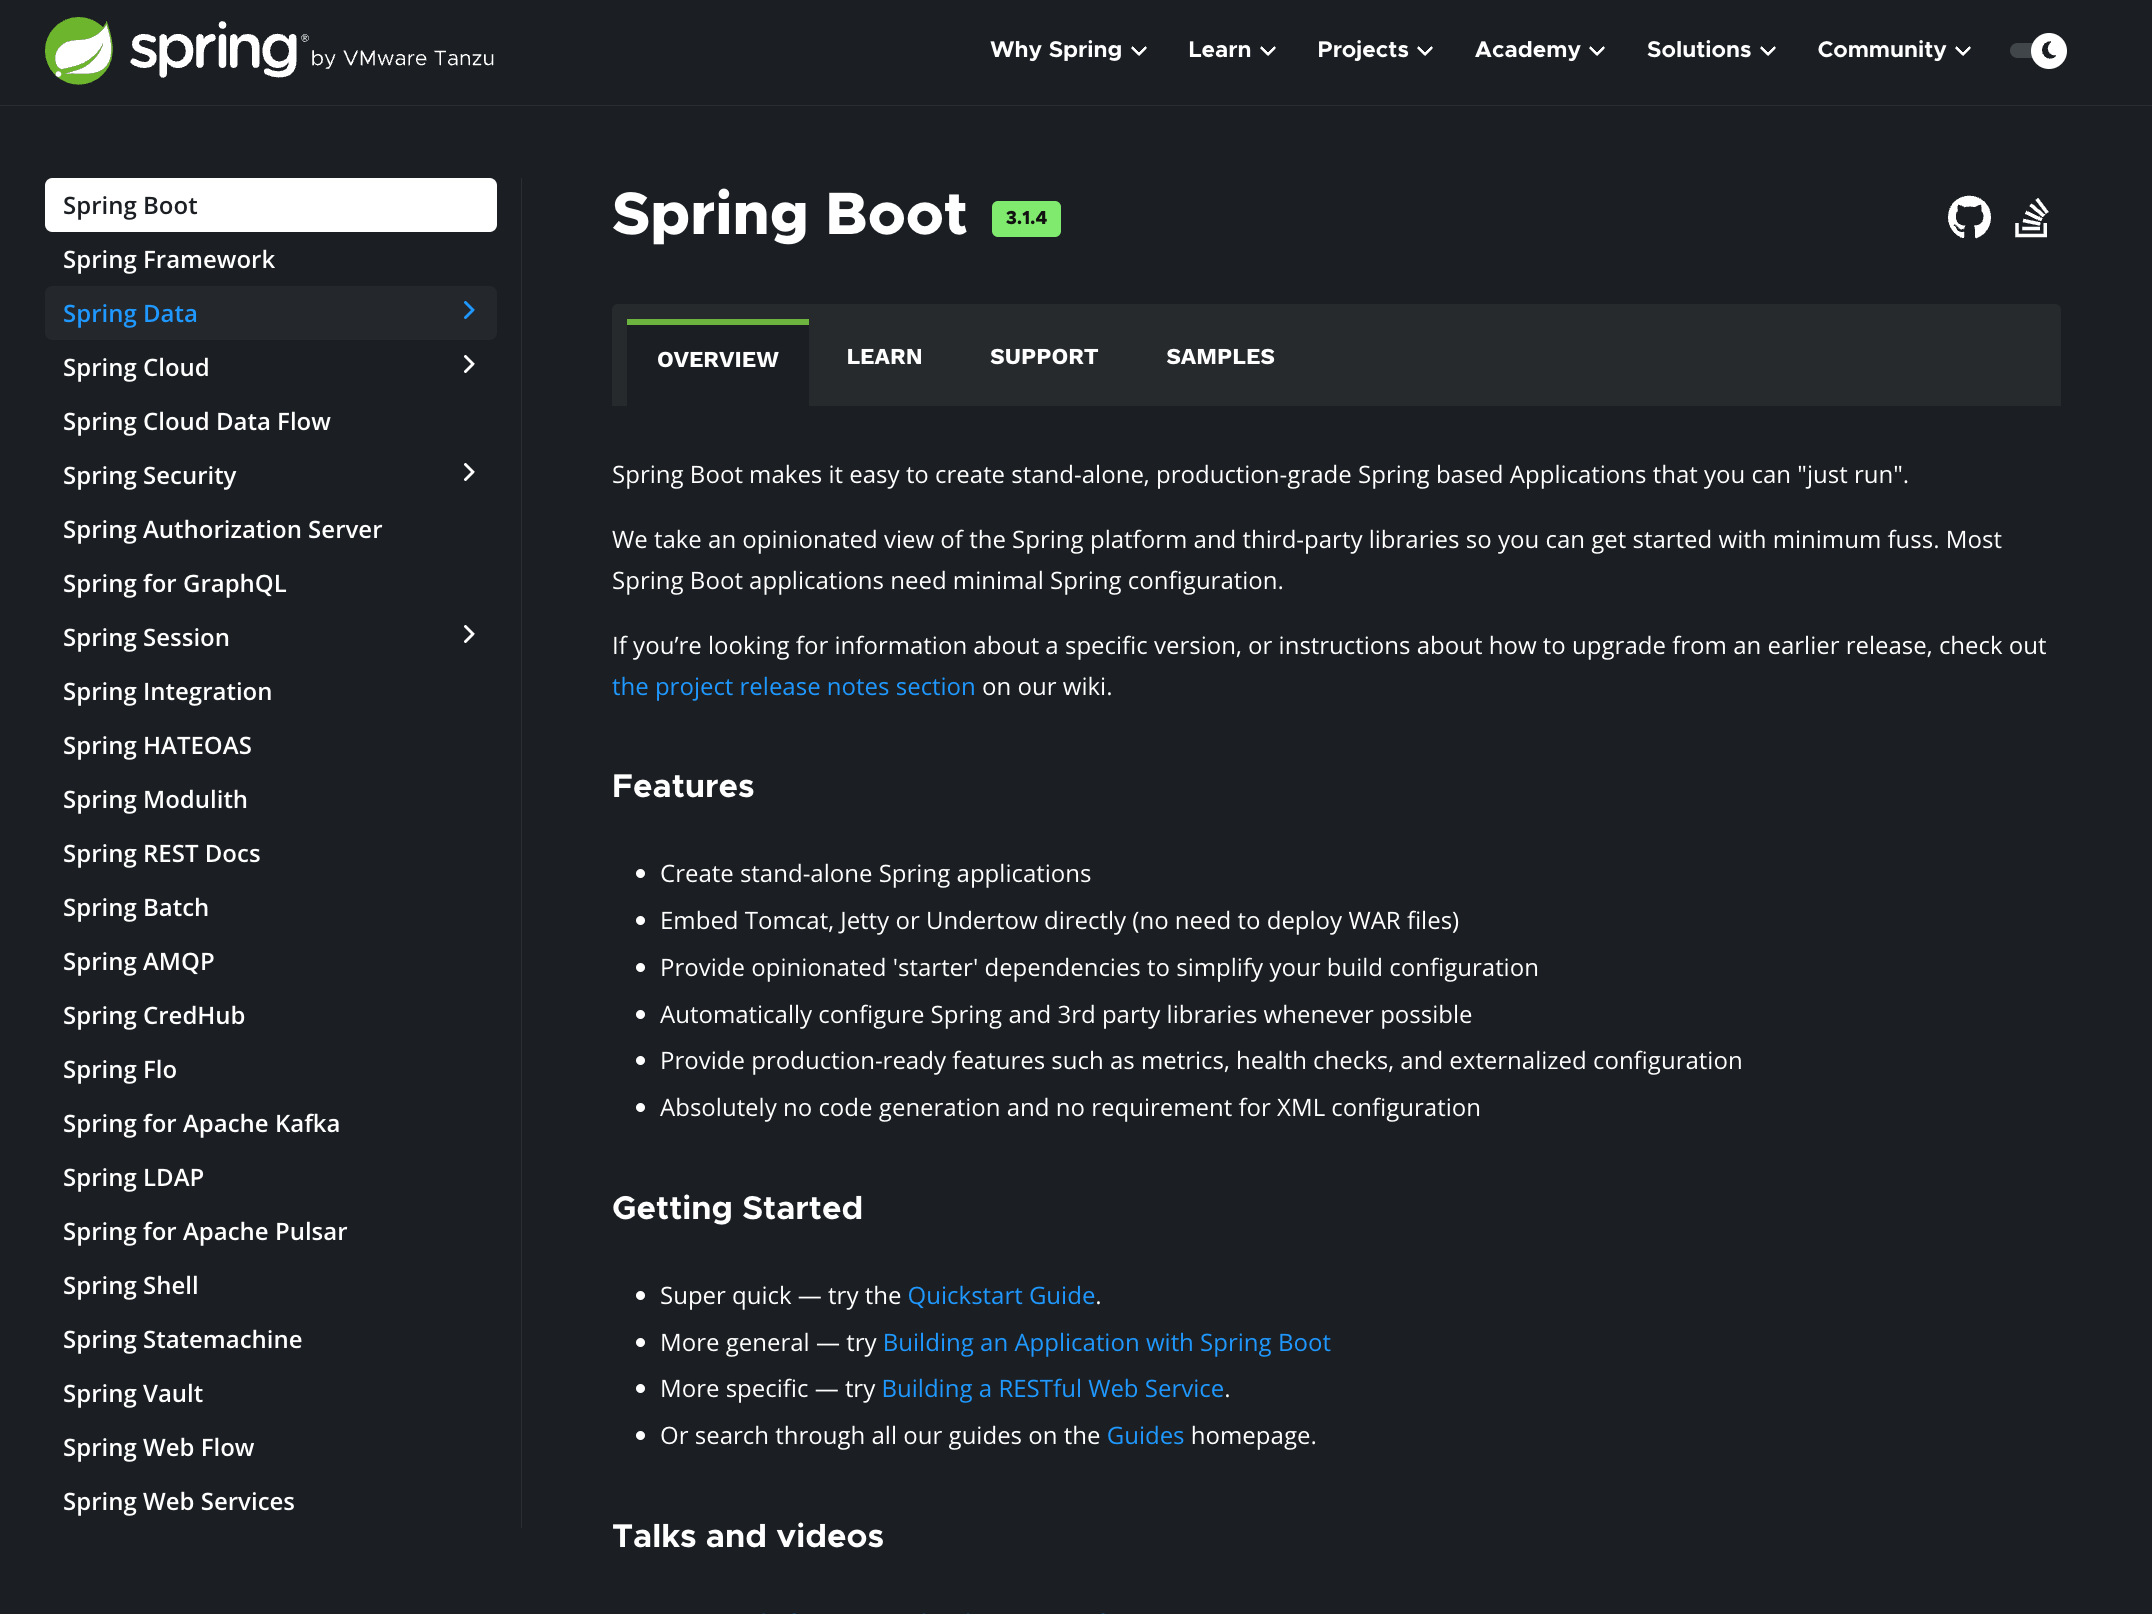 spring® by VMware Tanzu
Why Spring
Learn
Projects
Academy
Solutions
Community
Spring Boot
Spring Framework
Spring Data
Spring Cloud
Spring Cloud Data Flow
Spring Security
Spring Authorization Server
Spring for GraphQL
Spring Session
Spring Integration
Spring HATEOAS
Spring Modulith
Spring REST Docs
Spring Batch
Spring AMQP
Spring CredHub
Spring Flo
Spring for Apache Kafka
Spring LDAP
Spring for Apache Pulsar
Spring Shell
Spring Statemachine
Spring Vault
Spring Web Flow
Spring Web Services
Spring Boot 3.1.4
OVERVIEW
LEARN
SUPPORT
SAMPLES
Spring Boot makes it easy to create stand-alone, production-grade Spring based Applications that you can "just run".
We take an opinionated view of the Spring platform and third-party libraries so you can get started with minimum fuss. Most
Spring Boot applications need minimal Spring configuration.
If you’re looking for information about a specific version, or instructions about how to upgrade from an earlier release, check out
the project release notes section on our wiki.
Features
• Create stand-alone Spring applications
• Embed Tomcat, Jetty or Undertow directly (no need to deploy WAR files)
• Provide opinionated 'starter' dependencies to simplify your build configuration
• Automatically configure Spring and 3rd party libraries whenever possible
• Provide production-ready features such as metrics, health checks, and externalized configuration
• Absolutely no code generation and no requirement for XML configuration
Getting Started
• Super quick — try the Quickstart Guide.
• More general — try Building an Application with Spring Boot
• More specific — try Building a RESTful Web Service.
• Or search through all our guides on the Guides homepage.
Talks and videos